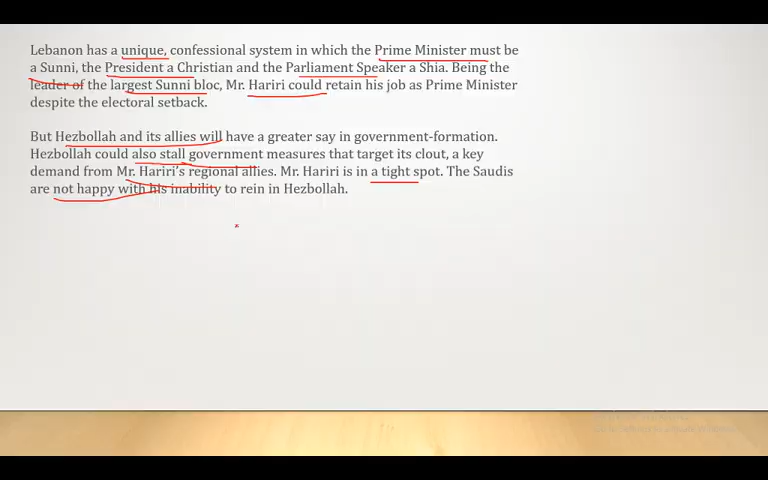 Lebanon has a unique, confessional system in which the Prime Minister must be
a Sunni, the President a Christian and the Parliament Speaker a Shia. Being the
leader of the largest Sunni bloc, Mr. Hariri could retain his job as Prime Minister
despite the electoral setback.
But Hezbollah and its allies will have a greater say in government-formation.
Hezbollah could also stall government measures that target its clout, a key
demand from Mr. Hariri's regional allies. Mr. Hariri is in a tight spot. The Saudis
are not happy with his inability to rein in Hezbollah.